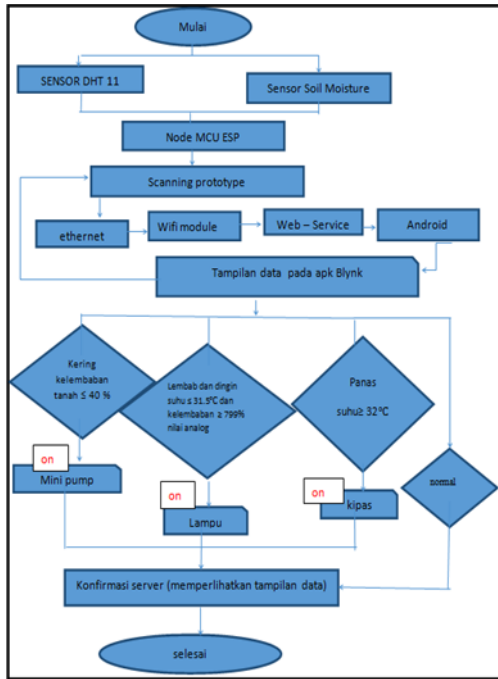 Mulai
SENSOR DHT 11
Sensor Soil Moisture
Node MCU ESP
Scanning prototype
ethernet
Wifi module
Web – Service
Android
Tampilan data pada apk Blynk
Kering
kelembaban
tanah ≤ 40 %
Lembab dan dingin
suhu ≤ 31.5°C dan
kelembaban ≥ 799%
nilai analog
Panas
suhu≥ 32°C
normal
on
Mini pump
on
Lampu
on
kipas
Konfirmasi server (memperlihatkan tampilan data)
selesai